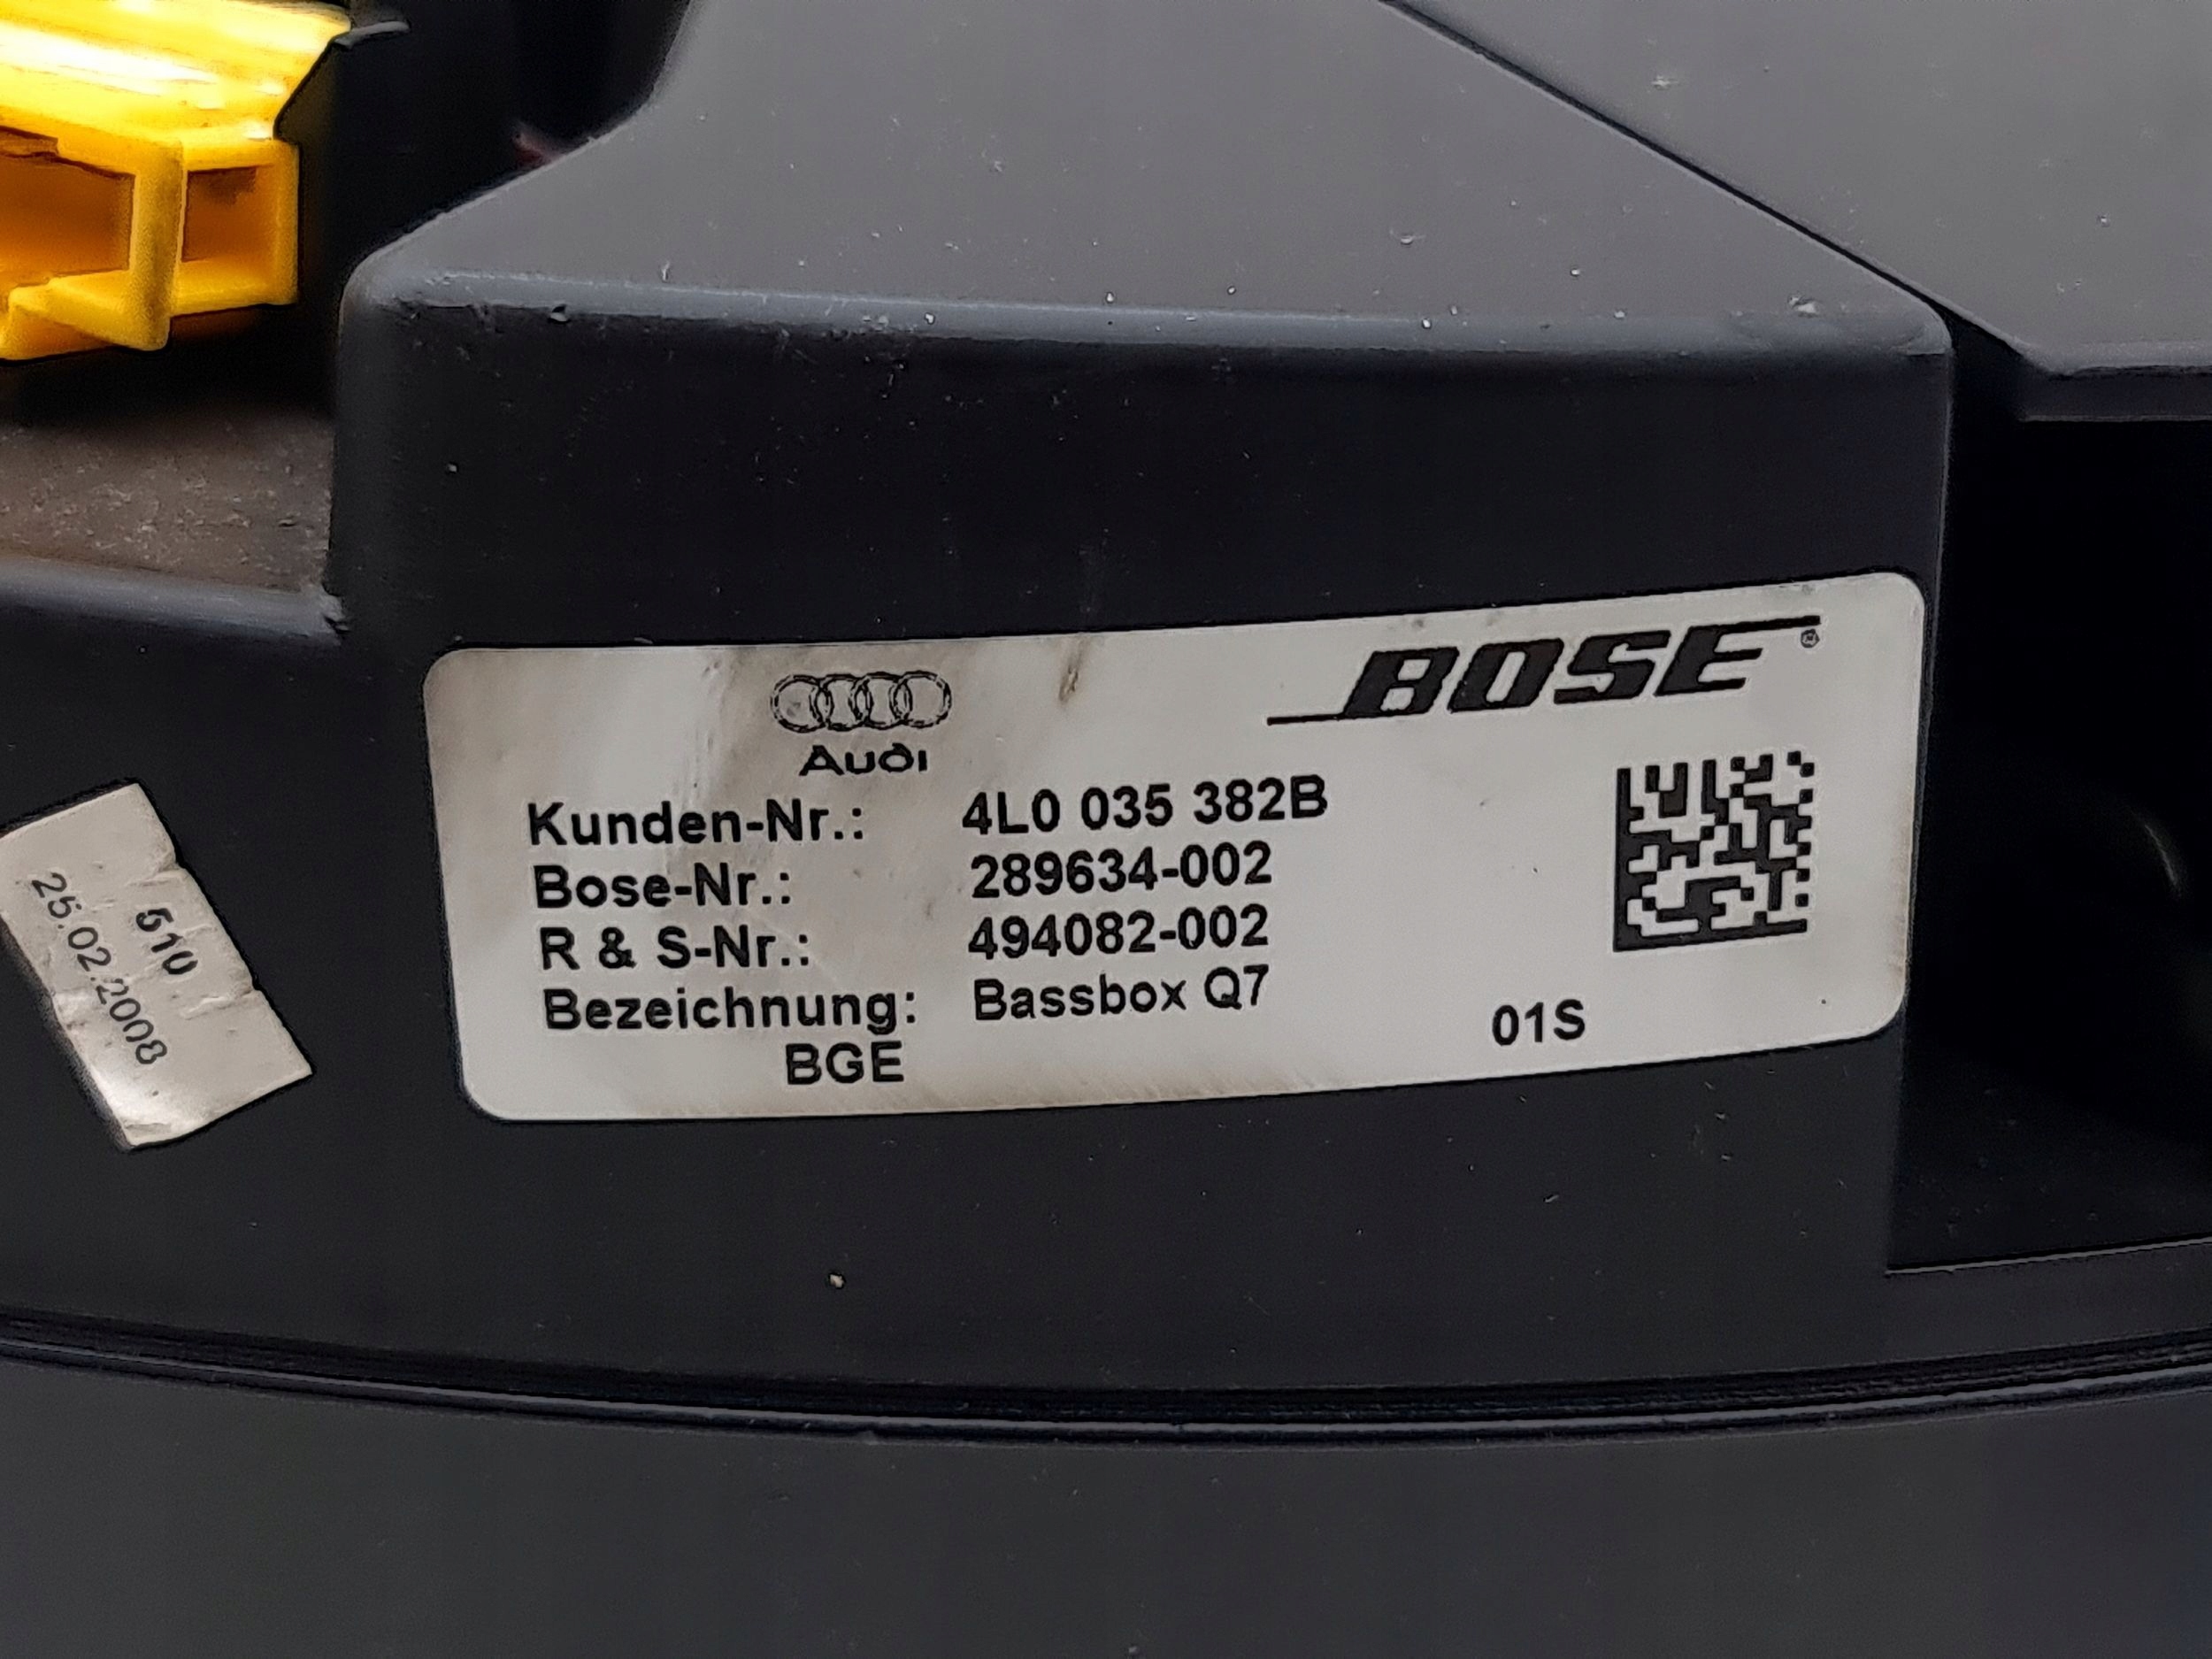 Audi
BOSE®
Kunden-Nr.: 4L0 035 382B
Bose-Nr.: 289634-002
R & S-Nr.: 494082-002
Bezeichnung: Bassbox Q7
BGE
01S
510
25.02.2008